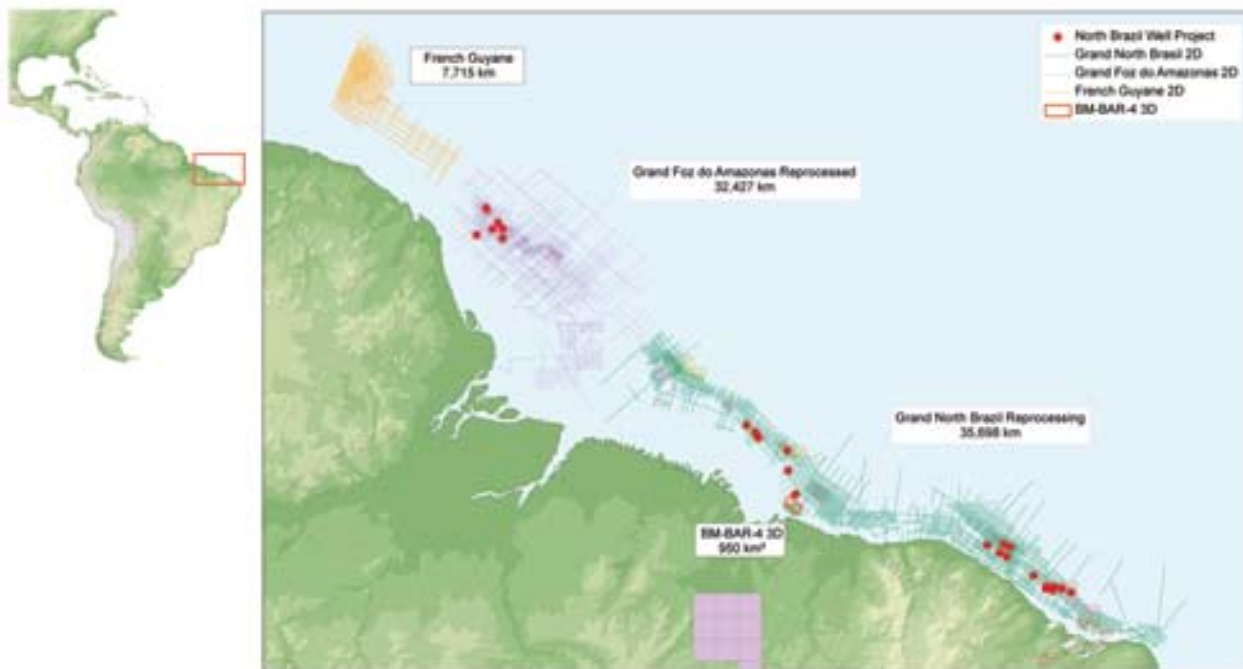 French Guyane
7,715 km
North Brazil Well Project
Grand North Brasil 2D
Grand Foz do Amazonas 2D
French Guyane 2D
BM-BAR-4 3D
Grand Foz do Amazonas Reprocessed
32,427 km
Grand North Brazil Reprocessing
35,698 km
BM-BAR-4 3D
950 km²